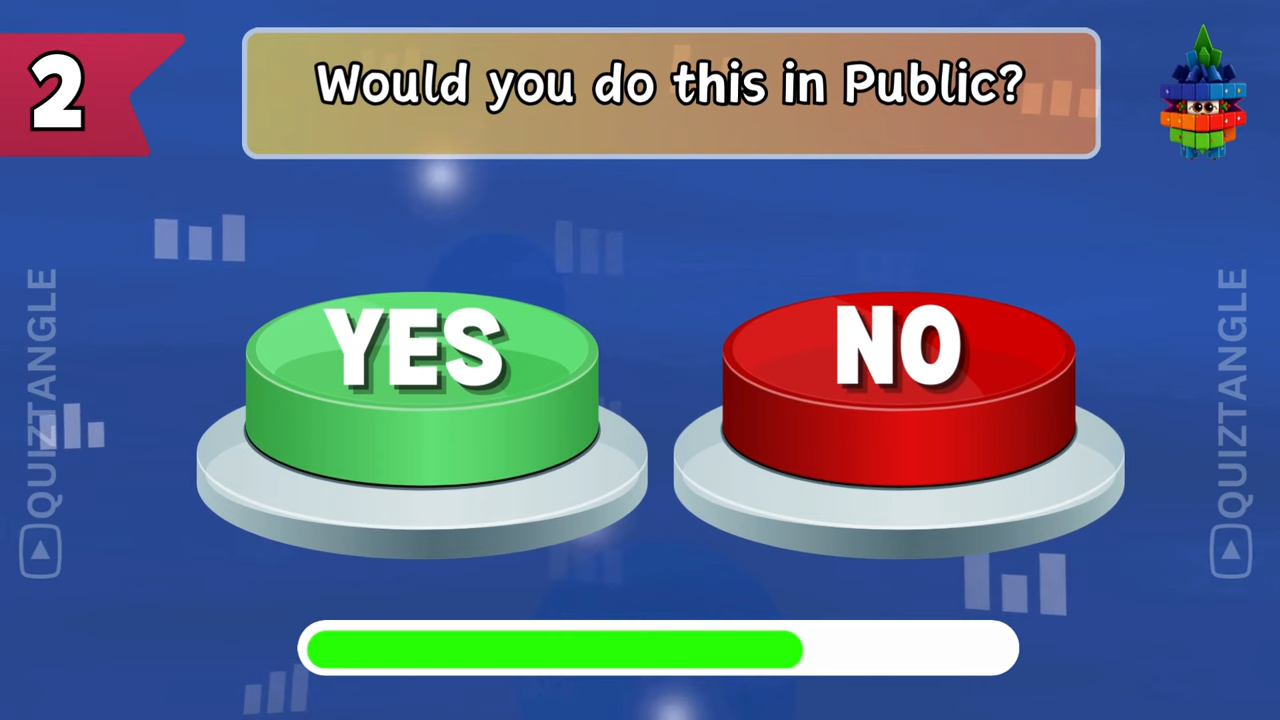 2
Would you do this in Public?
YES
NO
QUIZTANGLE
QUIZTANGLE